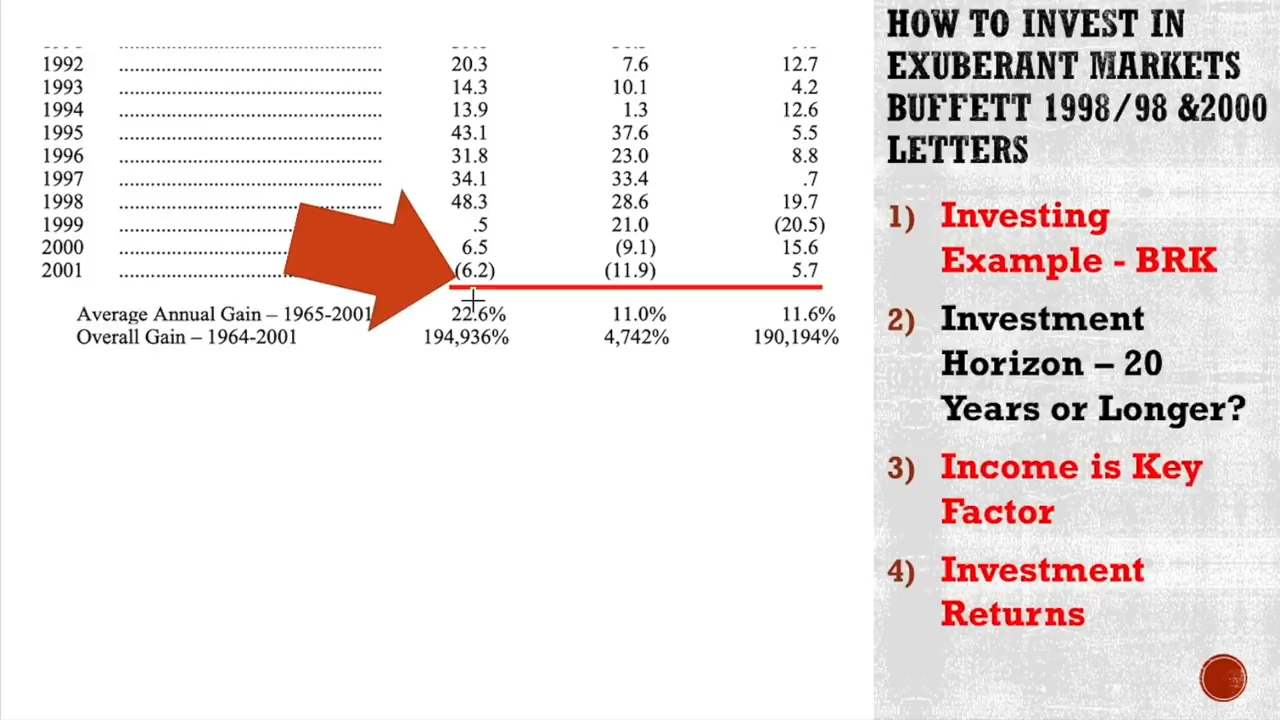 1992 ........................................................ 20.3 7.6 12.7
1993 ........................................................ 14.3 10.1 4.2
1994 ........................................................ 13.9 1.3 12.6
1995 ........................................................ 43.1 37.6 5.5
1996 ........................................................ 31.8 23.0 8.8
1997 ........................................................ 34.1 33.4 .7
1998 ........................................................ 48.3 28.6 19.7
1999 ........................................ .5 21.0 (20.5)
2000 ........................................ 6.5 (9.1) 15.6
2001 ........................................ (6.2) (11.9) 5.7
Average Annual Gain – 1965-2001 22.6% 11.0% 11.6%
Overall Gain – 1964-2001 194,936% 4,742% 190,194%
HOW TO INVEST IN
EXUBERANT MARKETS
BUFFETT 1998/98 &2000
LETTERS
1) Investing
Example - BRK
2) Investment
Horizon – 20
Years or Longer?
3) Income is Key
Factor
4) Investment
Returns